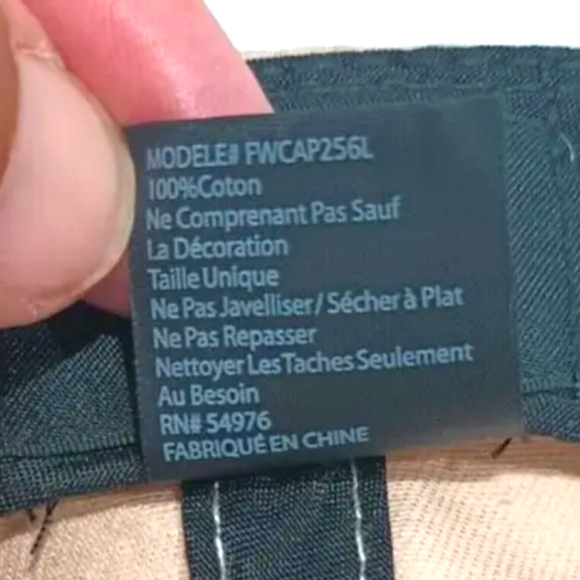 MODELE# FWCAP256L
100%Coton
Ne Comprenant Pas Sauf
La Décoration
Taille Unique
Ne Pas Javelliser/ Sécher à Plat
Ne Pas Repasser
Nettoyer Les Taches Seulement
Au Besoin
RN# 54976
FABRIQUÉ EN CHINE